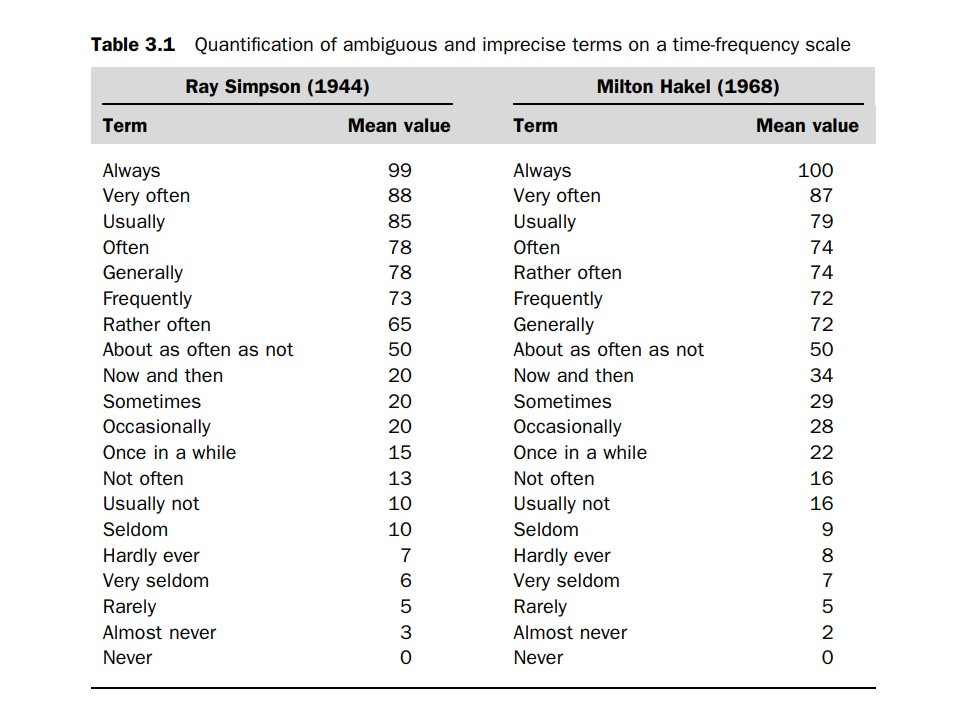 Table 3.1 Quantification of ambiguous and imprecise terms on a time-frequency scale
Ray Simpson (1944) Milton Hakel (1968)
Term Mean value Term Mean value
Always 99 Always 100
Very often 88 Very often 87
Usually 85 Usually 79
Often 78 Often 74
Generally 78 Rather often 74
Frequently 73 Frequently 72
Rather often 65 Generally 72
About as often as not 50 About as often as not 50
Now and then 20 Now and then 34
Sometimes 20 Sometimes 29
Occasionally 20 Occasionally 28
Once in a while 15 Once in a while 22
Not often 13 Not often 16
Usually not 10 Usually not 16
Seldom 10 Seldom 9
Hardly ever 7 Hardly ever 8
Very seldom 6 Very seldom 7
Rarely 5 Rarely 5
Almost never 3 Almost never 2
Never 0 Never 0